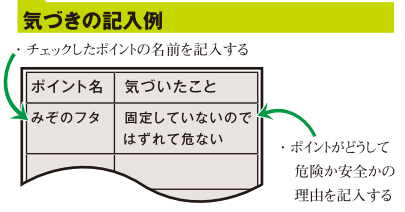 気づきの記入例
・チェックしたポイントの名前を記入する
ポイント名 気づいたこと
みぞのフタ 固定していないので
はずれて危ない
・ポイントがどうして
危険か安全かの
理由を記入する